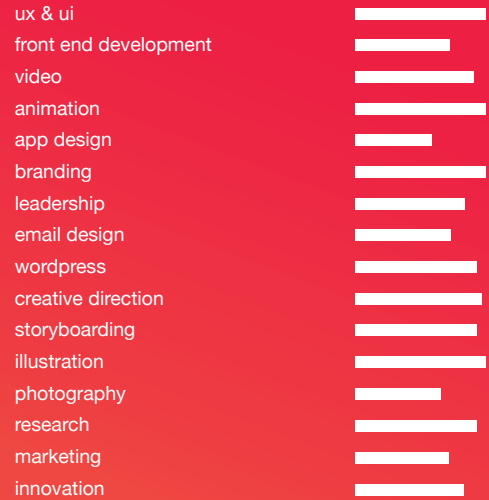 ux & ui
front end development
video
animation
app design
branding
leadership
email design
wordpress
creative direction
storyboarding
illustration
photography
research
marketing
innovation